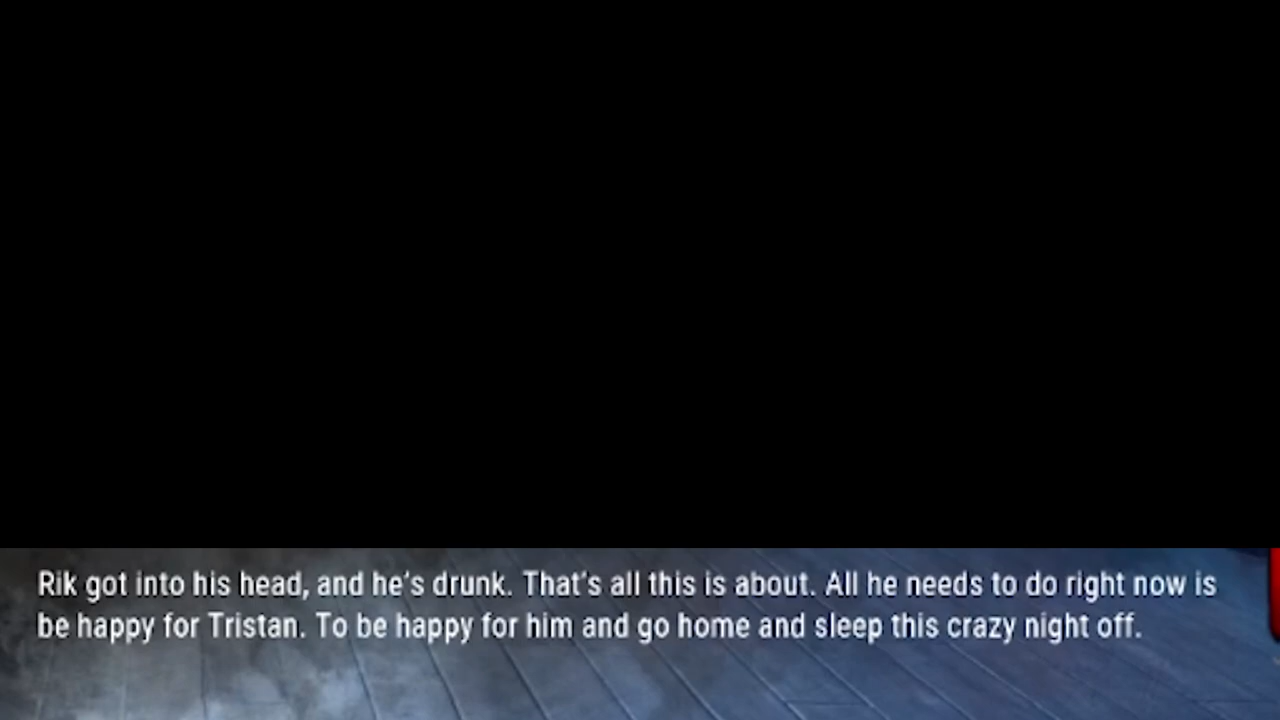 Rik got into his head, and he's drunk. That's all this is about. All he needs to do right now is
be happy for Tristan. To be happy for him and go home and sleep this crazy night off.